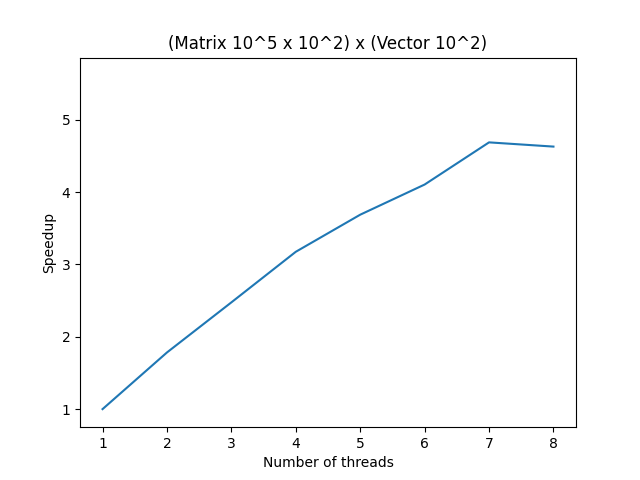 (Matrix 10^5 x 10^2) x (Vector 10^2)
5
4
3
2
1
Speedup
1 2 3 4 5 6 7 8
Number of threads